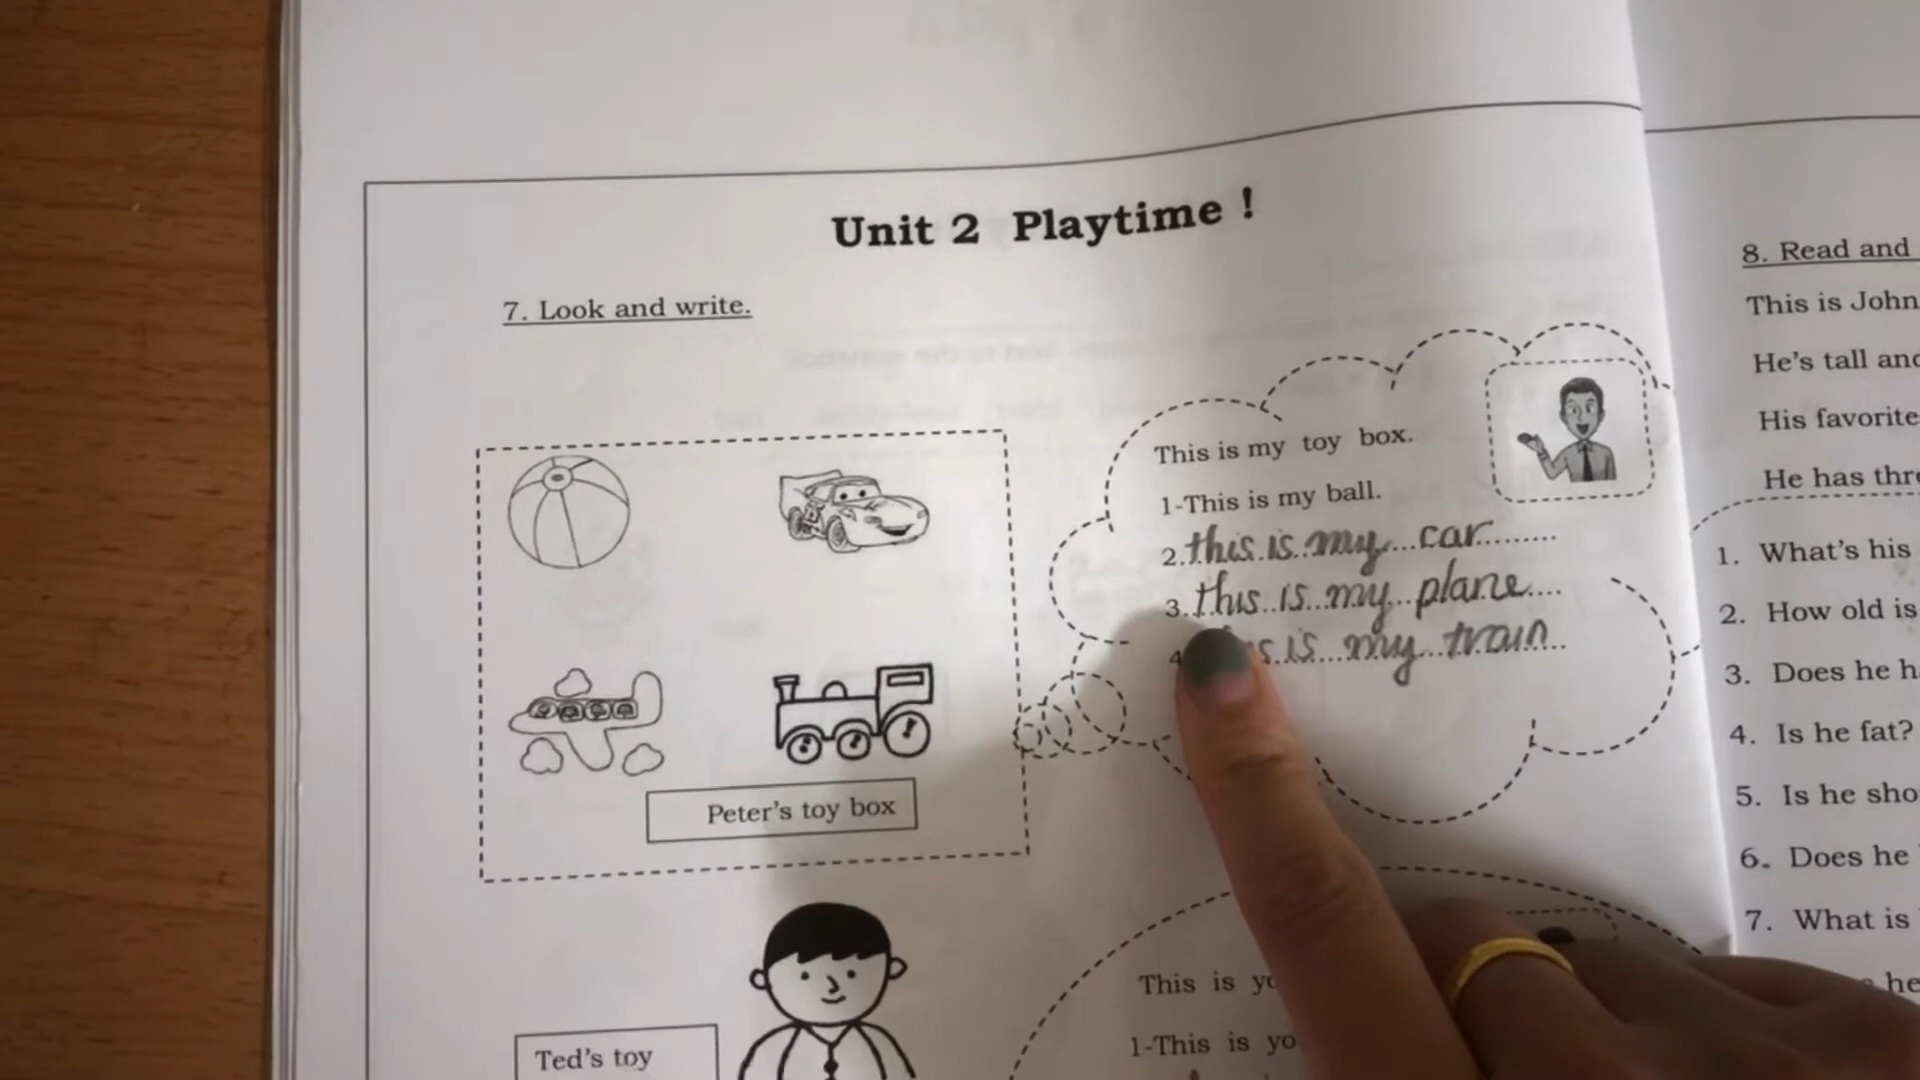 Unit 2 Playtime !
7. Look and write.
This is my toy box.
1-This is my ball.
2. this is my car
3. this is my plane
is my train
Peter's toy box
Ted's toy
This is
1-This is
8. Read and
This is John
He's tall
His favorite
He has
1. What's his
2. How old is
3. Does he
4. Is he fat?
5. Is he
6. Does he
7. What is
he